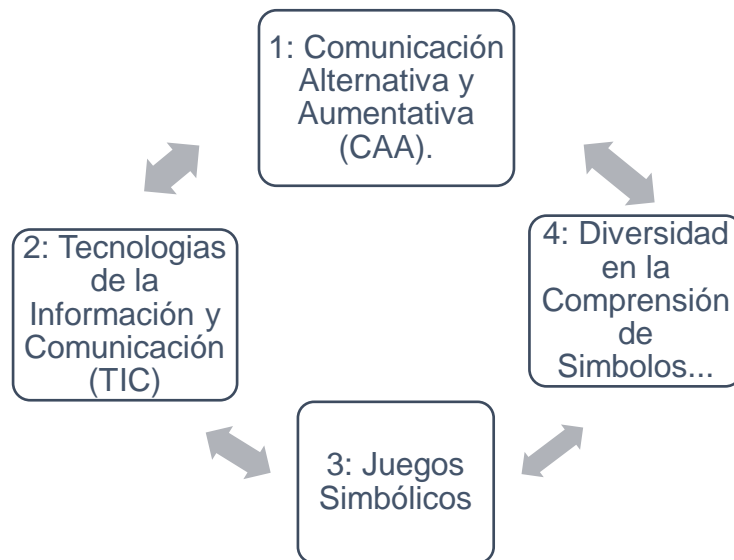 1: Comunicación
Alternativa y
Aumentativa
(CAA).
2: Tecnologias
de la
Información y
Comunicación
(TIC)
4: Diversidad
en la
Comprensión
de
Simbolos...
3: Juegos
Simbólicos